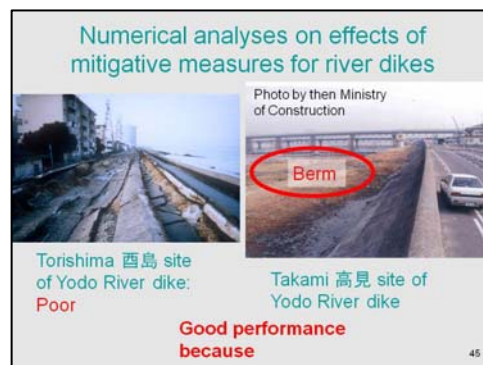 Numerical analyses on effects of
mitigative measures for river dikes
Photo by then Ministry
of Construction
Berm
Torishima 酉島 site
of Yodo River dike:
Poor
Takami 高見 site of
Yodo River dike
Good performance
because
45